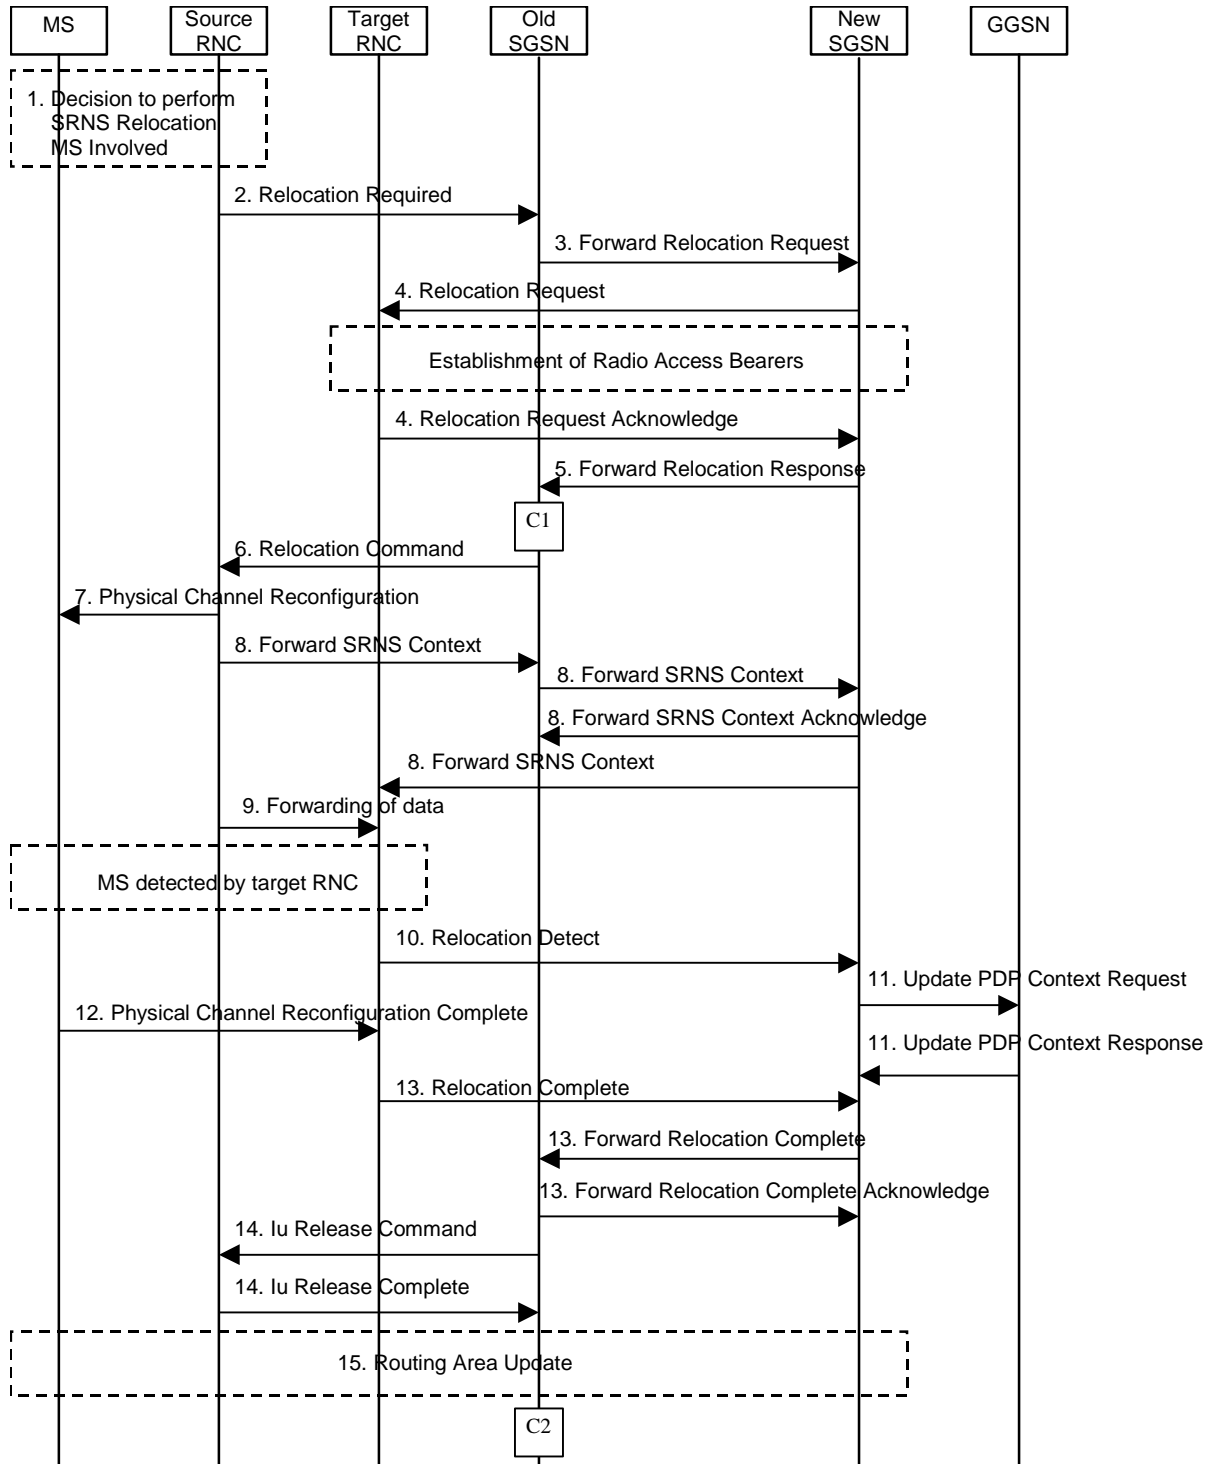 MS
Source
RNC
Target
RNC
Old
SGSN
New
SGSN
GGSN
1. Decision to perform
SRNS Relocation
MS Involved
2. Relocation Required
3. Forward Relocation Request
4. Relocation Request
Establishment of Radio Access Bearers
4. Relocation Request Acknowledge
5. Forward Relocation Response
C1
6. Relocation Command
7. Physical Channel Reconfiguration
8. Forward SRNS Context
8. Forward SRNS Context
8. Forward SRNS Context Acknowledge
8. Forward SRNS Context
9. Forwarding of data
MS detected by target RNC
10. Relocation Detect
11. Update PDP Context Request
12. Physical Channel Reconfiguration Complete
11. Update PDP Context Response
13. Relocation Complete
13. Forward Relocation Complete
13. Forward Relocation Complete Acknowledge
14. Iu Release Command
14. Iu Release Complete
15. Routing Area Update
C2